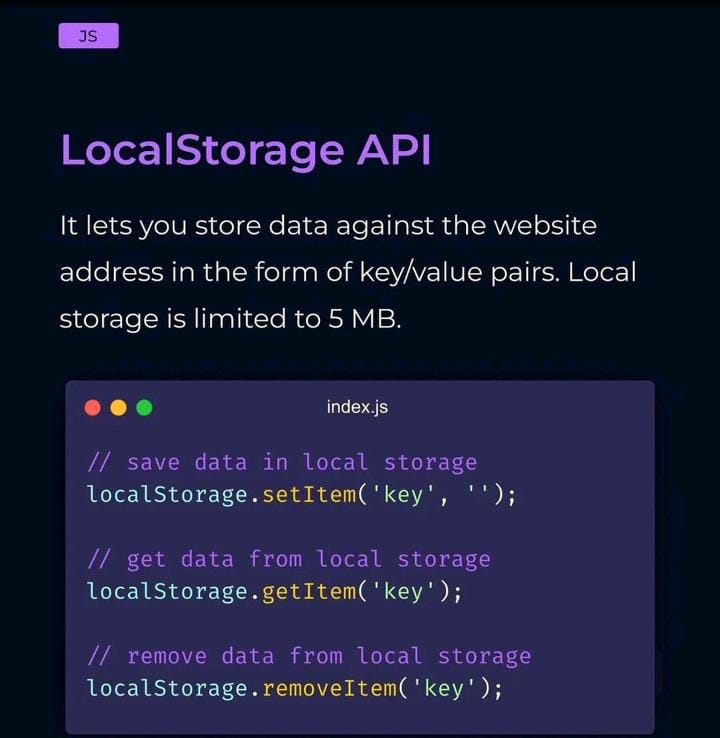 JS
LocalStorage API
It lets you store data against the website
address in the form of key/value pairs. Local
storage is limited to 5 MB.
index.js
// save data in local storage
localStorage.setItem('key', '');
// get data from local storage
localStorage.getItem('key');
// remove data from local storage
localStorage.removeItem('key');